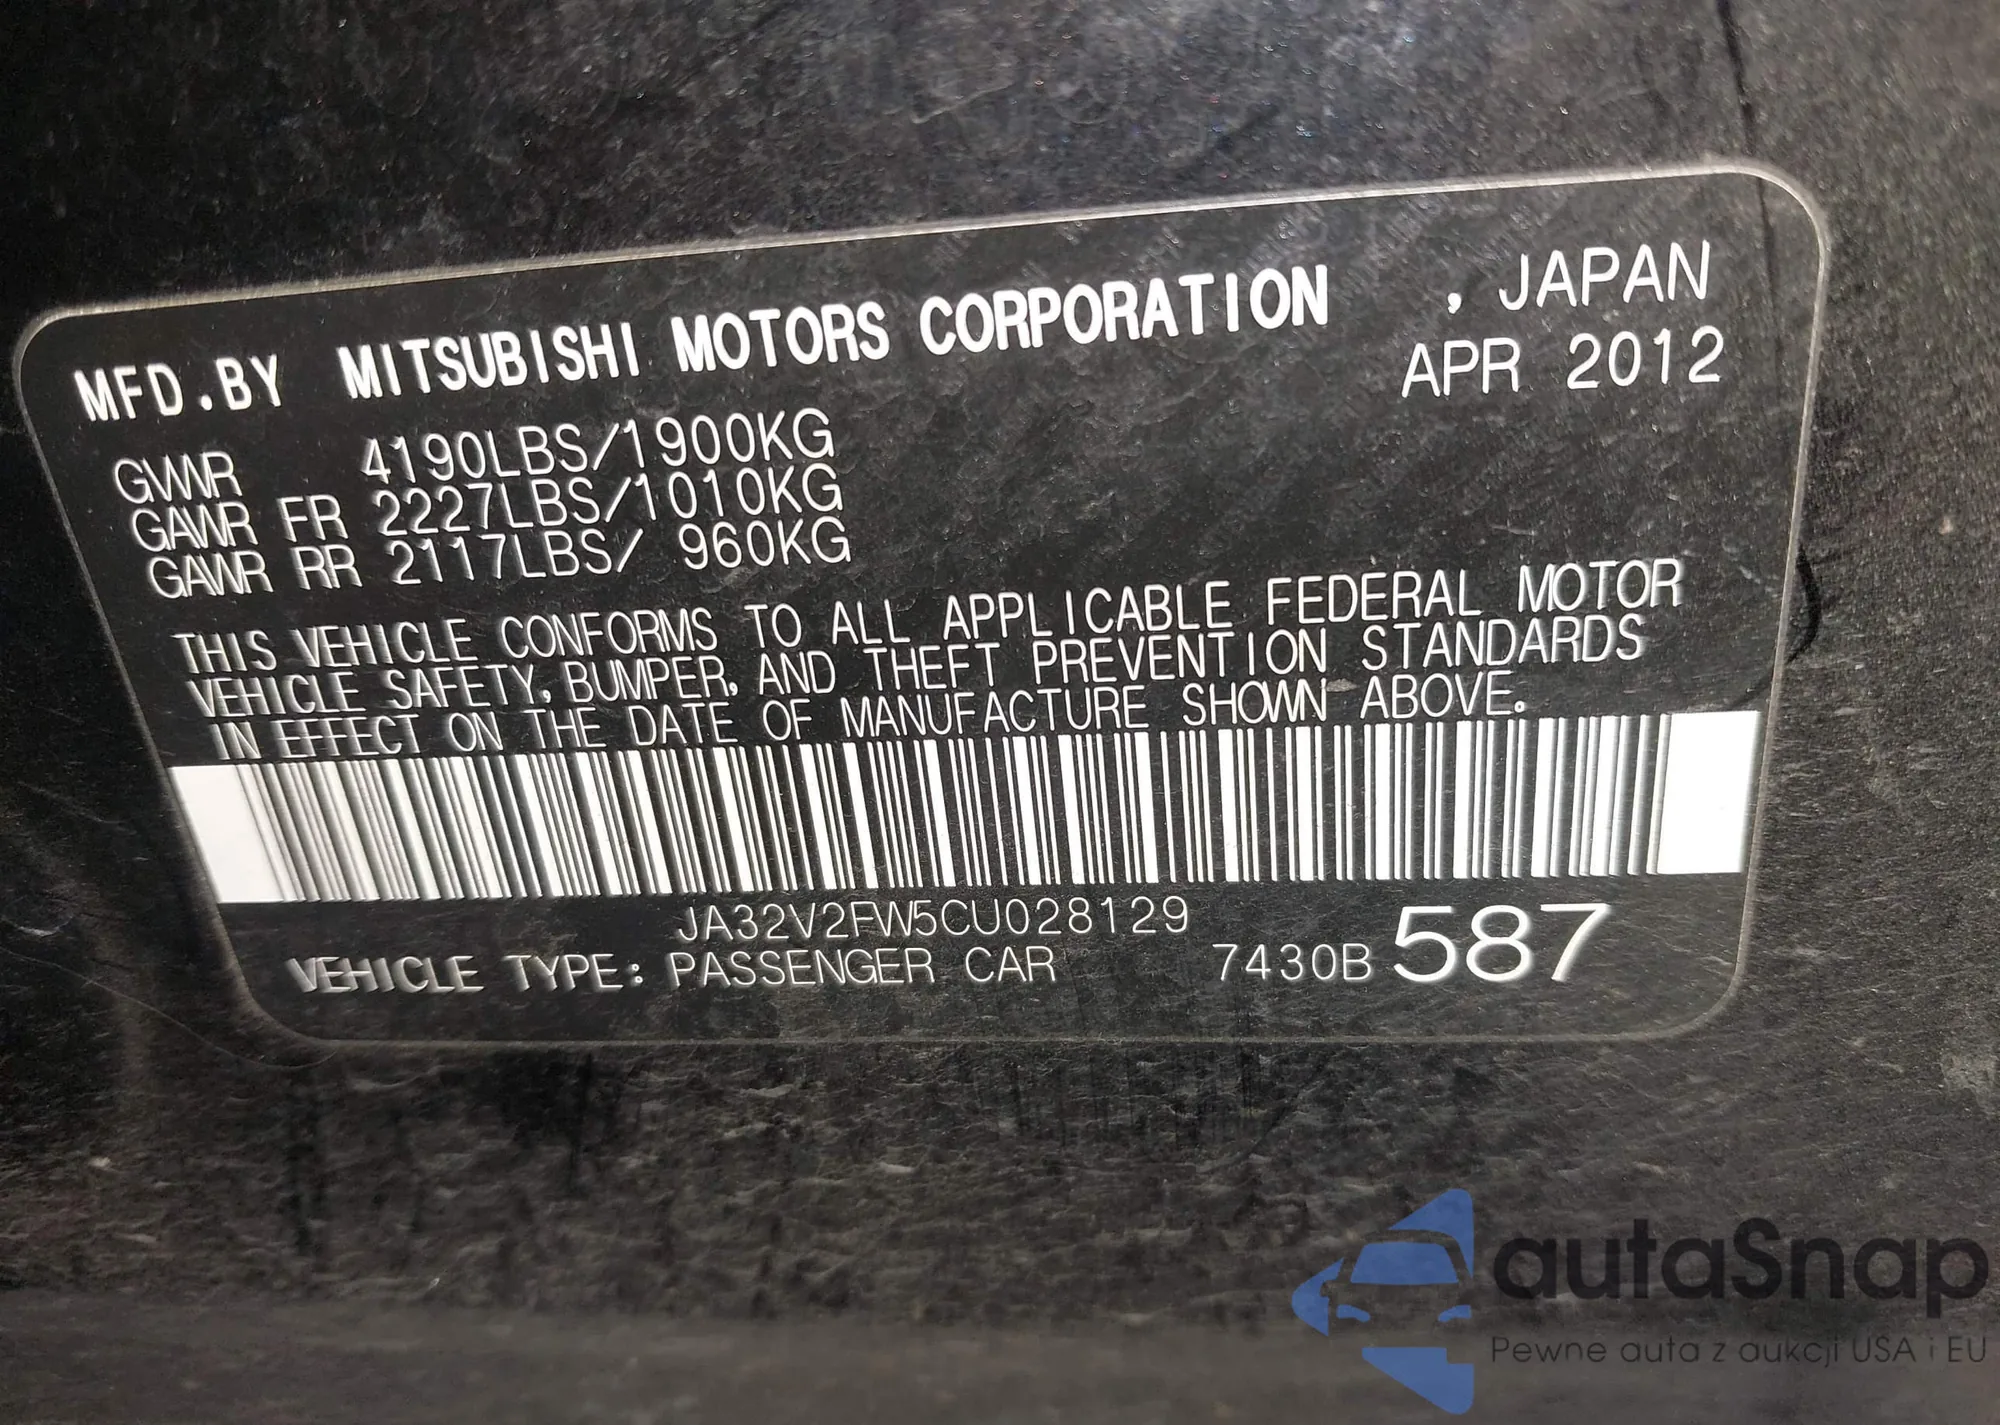 MFD.BY MITSUBISHI MOTORS CORPORATION , JAPAN
APR 2012
GVWR 4190LBS/1900KG
GAWR FR 2227LBS/1010KG
GAWR RR 2117LBS/ 960KG
THIS VEHICLE CONFORMS TO ALL APPLICABLE FEDERAL MOTOR
VEHICLE SAFETY, BUMPER, AND THEFT PREVENTION STANDARDS
IN EFFECT ON THE DATE OF MANUFACTURE SHOWN ABOVE.
JA32V2FW5CU028129
VEHICLE TYPE: PASSENGER CAR 7430B 587
autaSnap
Pewne auta z aukcji USA i EU